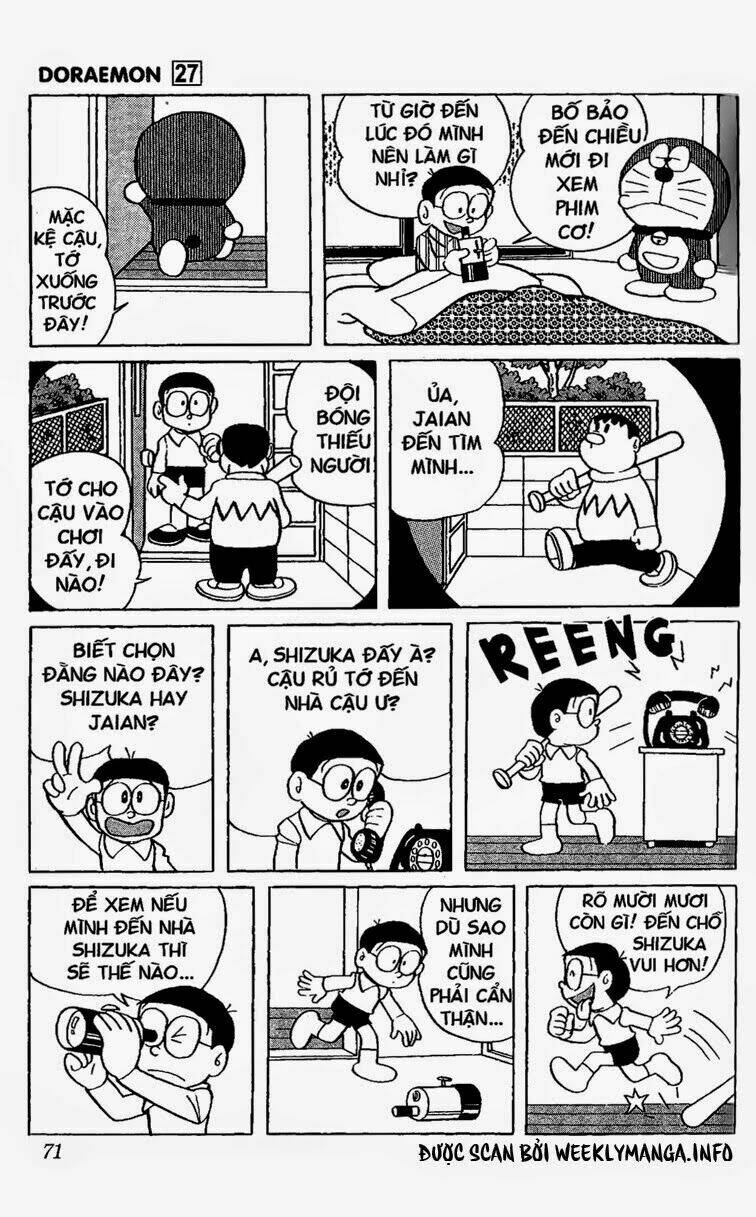 DORAEMON 27
BỐ BẢO
ĐẾN CHIỀU
MỚI ĐI
XEM
PHIM
CƠ!
TỪ GIỜ ĐẾN
LÚC ĐÓ MÌNH
NÊN LÀM GÌ
NHỈ?
MẶC
KỆ CẬU,
TỚ
XUỐNG
TRƯỚC
ĐÂY!
ỦA,
JAIAN
ĐẾN TÌM
MÌNH...
ĐỘI
BÓNG
THIẾU
NGƯỜI
TỚ CHO
CẬU VÀO
CHƠI
ĐẤY, ĐI
NÀO!
REENG
A, SHIZUKA ĐẤY À?
CẬU RỦ TỚ ĐẾN
NHÀ CẬU Ư?
BIẾT CHỌN
ĐẰNG NÀO ĐÂY?
SHIZUKA HAY
JAIAN?
RÕ MƯỜI MƯƠI
CÒN GÌ! ĐẾN CHỖ
SHIZUKA
VUI HƠN!
NHƯNG
DÙ SAO
MÌNH
CŨNG
PHẢI CẨN
THẬN...
ĐỂ XEM NẾU
MÌNH ĐẾN NHÀ
SHIZUKA THÌ
SẼ THẾ NÀO...
71
ĐƯỢC SCAN BỞI WEEKLYMANGA.INFO